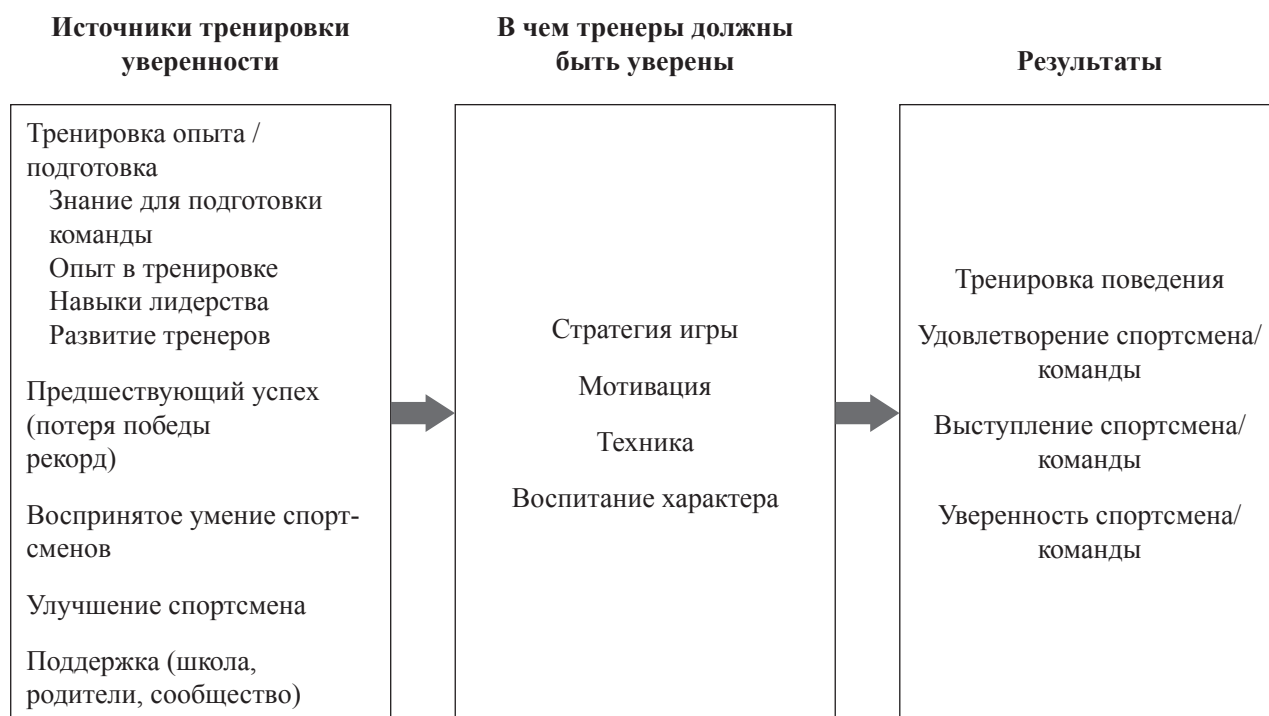 Источники тренировки
уверенности
В чем тренеры должны
быть уверены
Результаты
Тренировка опыта /
подготовка
Знание для подготовки
команды
Опыт в тренировке
Навыки лидерства
Развитие тренеров
Предшествующий успех
(потеря победы
рекорд)
Воспринятое умение спорт-
сменов
Улучшение спортсмена
Поддержка (школа,
родители, сообщество)
Стратегия игры
Мотивация
Техника
Воспитание характера
Тренировка поведения
Удовлетворение спортсмена/
команды
Выступление спортсмена/
команды
Уверенность спортсмена/
команды